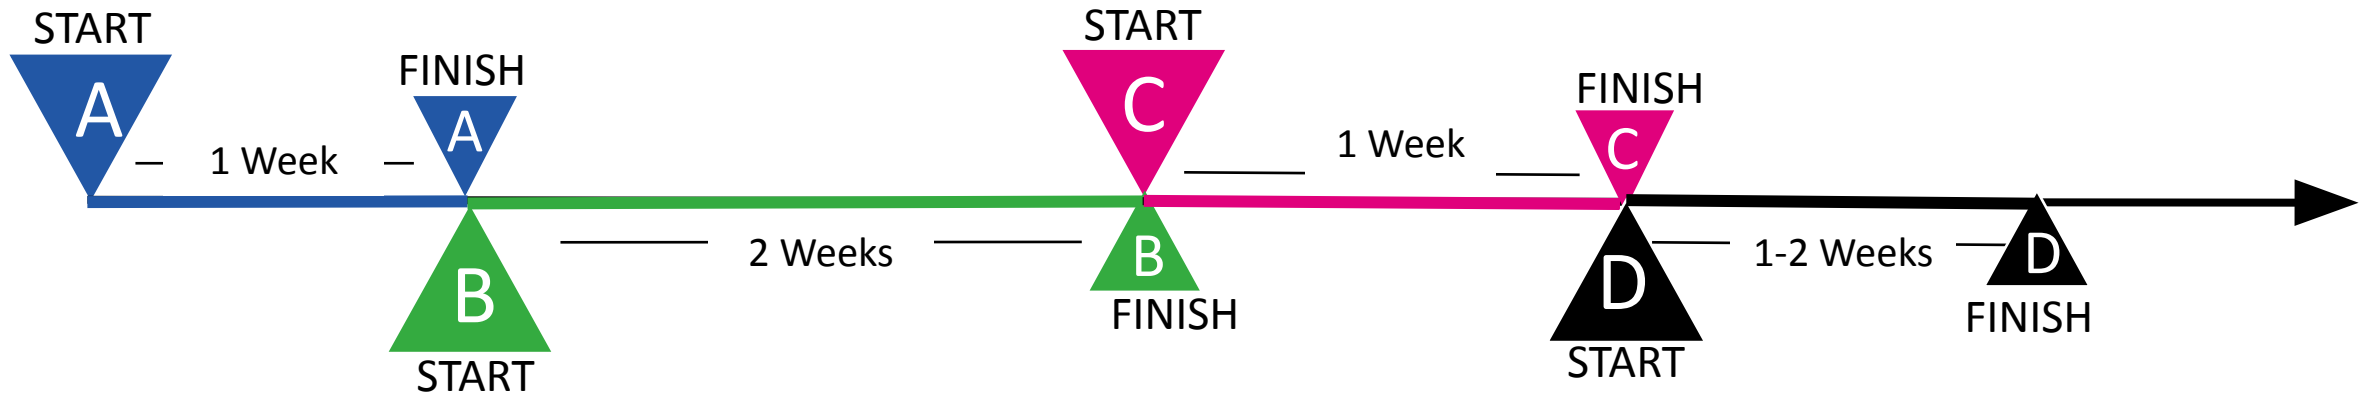 START
A
1 Week
FINISH
A
B
START
2 Weeks
START
C
B
FINISH
1 Week
FINISH
C
D
START
1-2 Weeks
D
FINISH